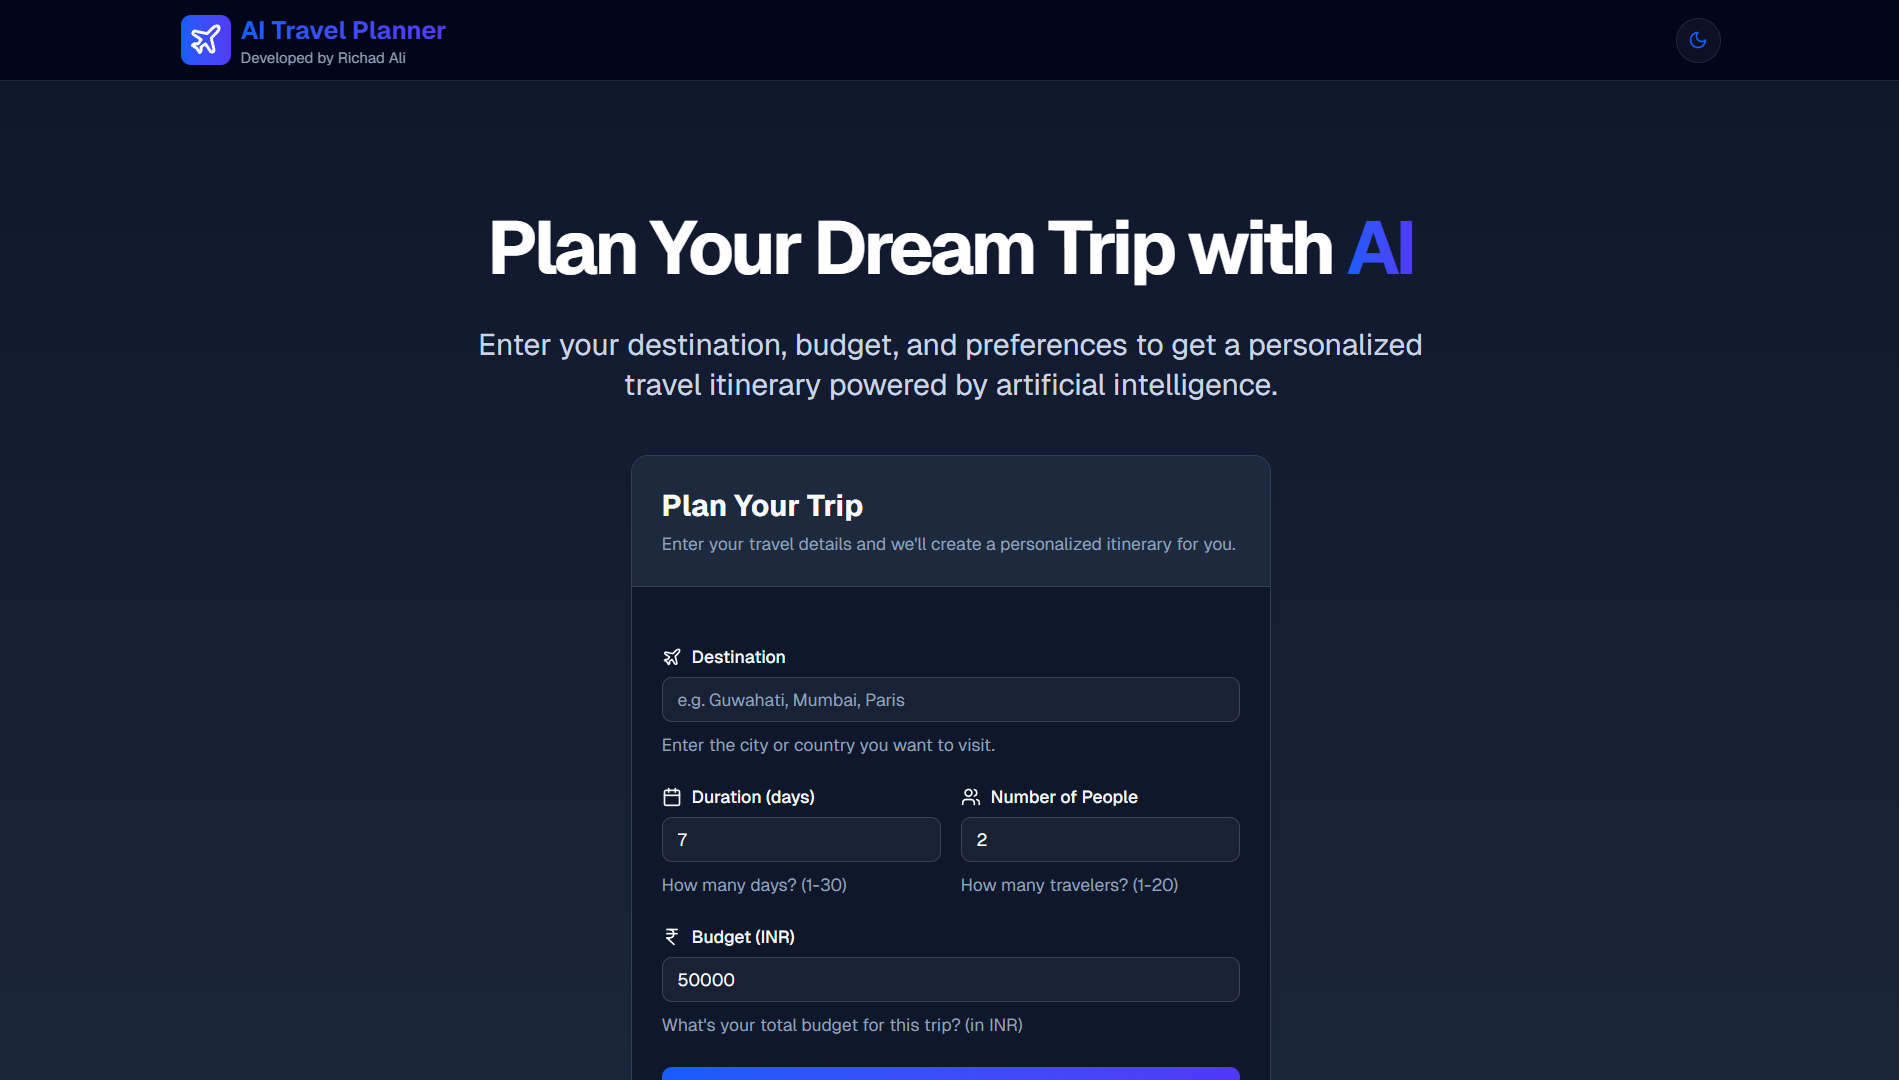 AI Travel Planner
Developed by Richad Ali
Plan Your Dream Trip with AI
Enter your destination, budget, and preferences to get a personalized
travel itinerary powered by artificial intelligence.
Plan Your Trip
Enter your travel details and we'll create a personalized itinerary for you.
Destination
e.g. Guwahati, Mumbai, Paris
Enter the city or country you want to visit.
Duration (days)
Number of People
7
2
How many days? (1-30)
How many travelers? (1-20)
₹ Budget (INR)
50000
What's your total budget for this trip? (in INR)